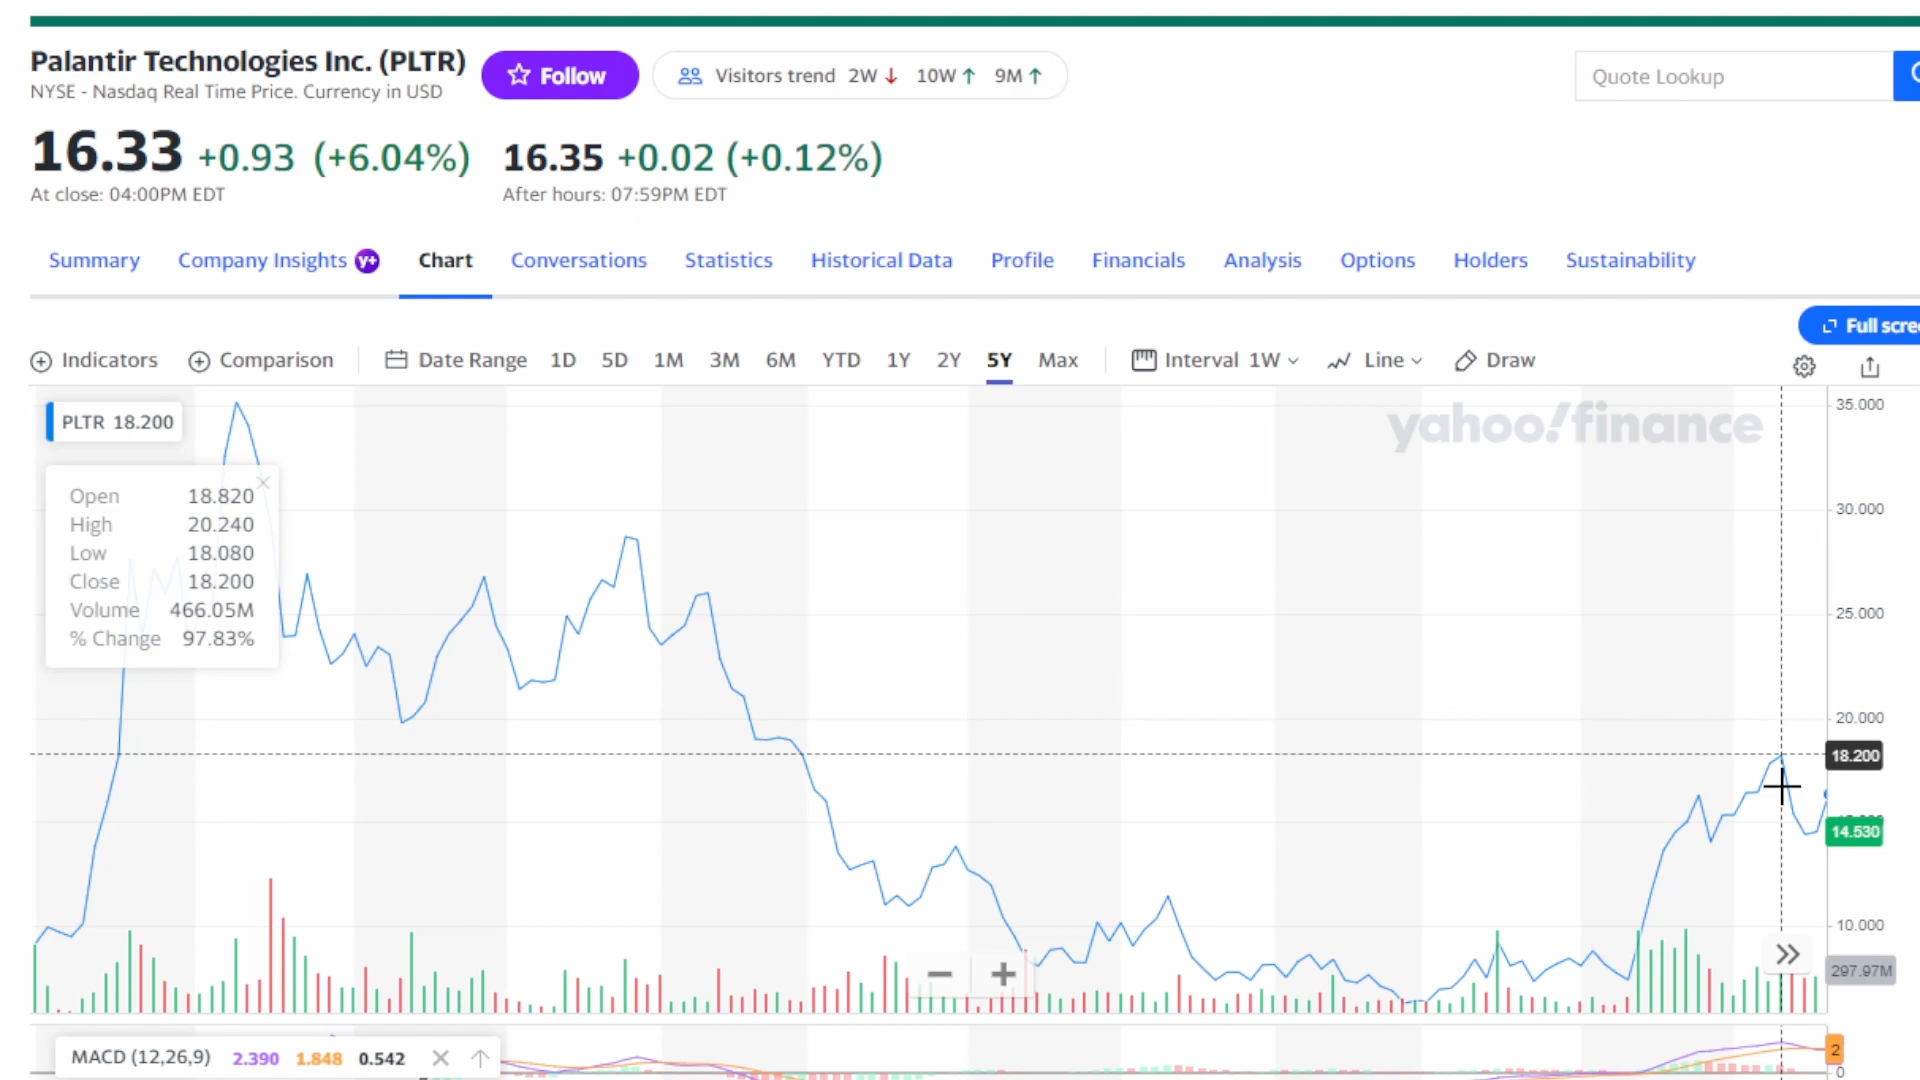 Palantir Technologies Inc. (PLTR)
NYSE - Nasdaq Real Time Price. Currency in USD
Follow
Visitors trend 2W ↓ 10W ↑ 9M ↑
Quote Lookup
16.33 +0.93 (+6.04%)
At close: 04:00PM EDT
16.35 +0.02 (+0.12%)
After hours: 07:59PM EDT
Summary Company Insights y+ Chart Conversations Statistics Historical Data Profile Financials Analysis Options Holders Sustainability
Full scre
Indicators Comparison Date Range 1D 5D 1M 3M 6M YTD 1Y 2Y 5Y Max Interval 1W Line Draw
PLTR 18.200
yahoo!finance
Open 18.820
High 20.240
Low 18.080
Close 18.200
Volume 466.05M
% Change 97.83%
35.000
30.000
25.000
20.000
18.200
14.530
10.000
297.97M
MACD (12,26,9) 2.390 1.848 0.542
2
0